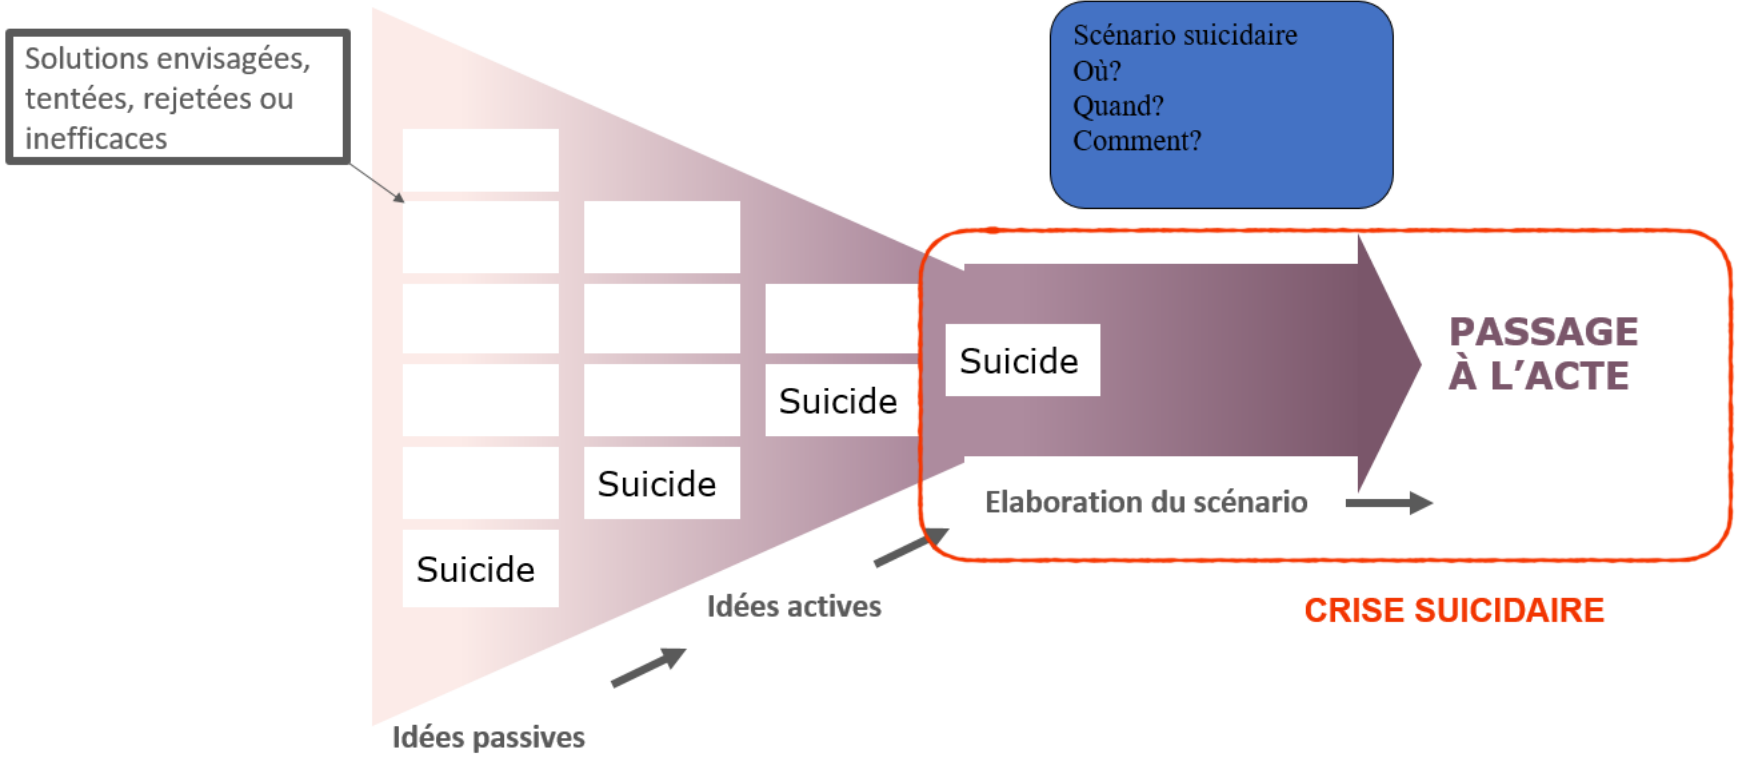 Solutions envisagées,
tentées, rejetées ou
inefficaces
Scénario suicidaire
Où?
Quand?
Comment?
Suicide
Suicide
Suicide
Suicide
PASSAGE
À L’ACTE
Elaboration du scénario
Idées actives
Idées passives
CRISE SUICIDAIRE